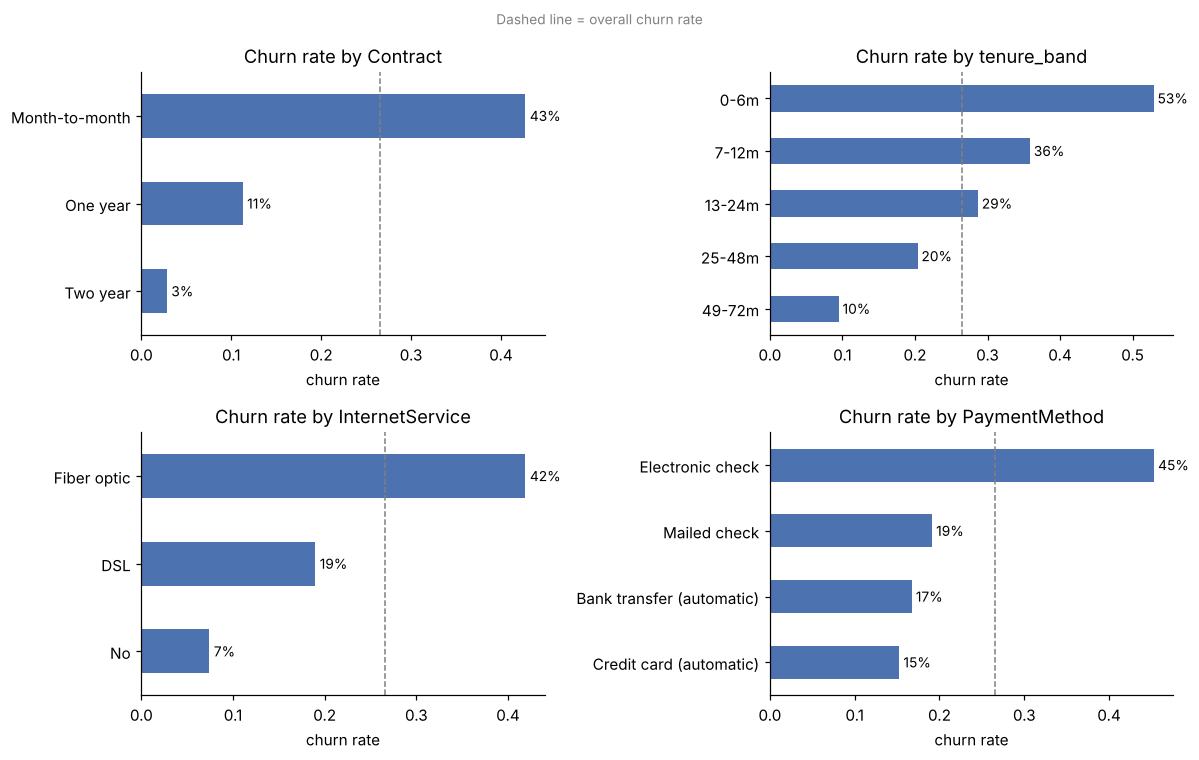 Dashed line = overall churn rate
Churn rate by Contract
Month-to-month
43%
One year
11%
Two year
3%
0.0 0.1 0.2 0.3 0.4
churn rate
Churn rate by tenure_band
0-6m
53%
7-12m
36%
13-24m
29%
25-48m
20%
49-72m
10%
0.0 0.1 0.2 0.3 0.4 0.5
churn rate
Churn rate by InternetService
Fiber optic
42%
DSL
19%
No
7%
0.0 0.1 0.2 0.3 0.4
churn rate
Churn rate by PaymentMethod
Electronic check
45%
Mailed check
19%
Bank transfer (automatic)
17%
Credit card (automatic)
15%
0.0 0.1 0.2 0.3 0.4
churn rate